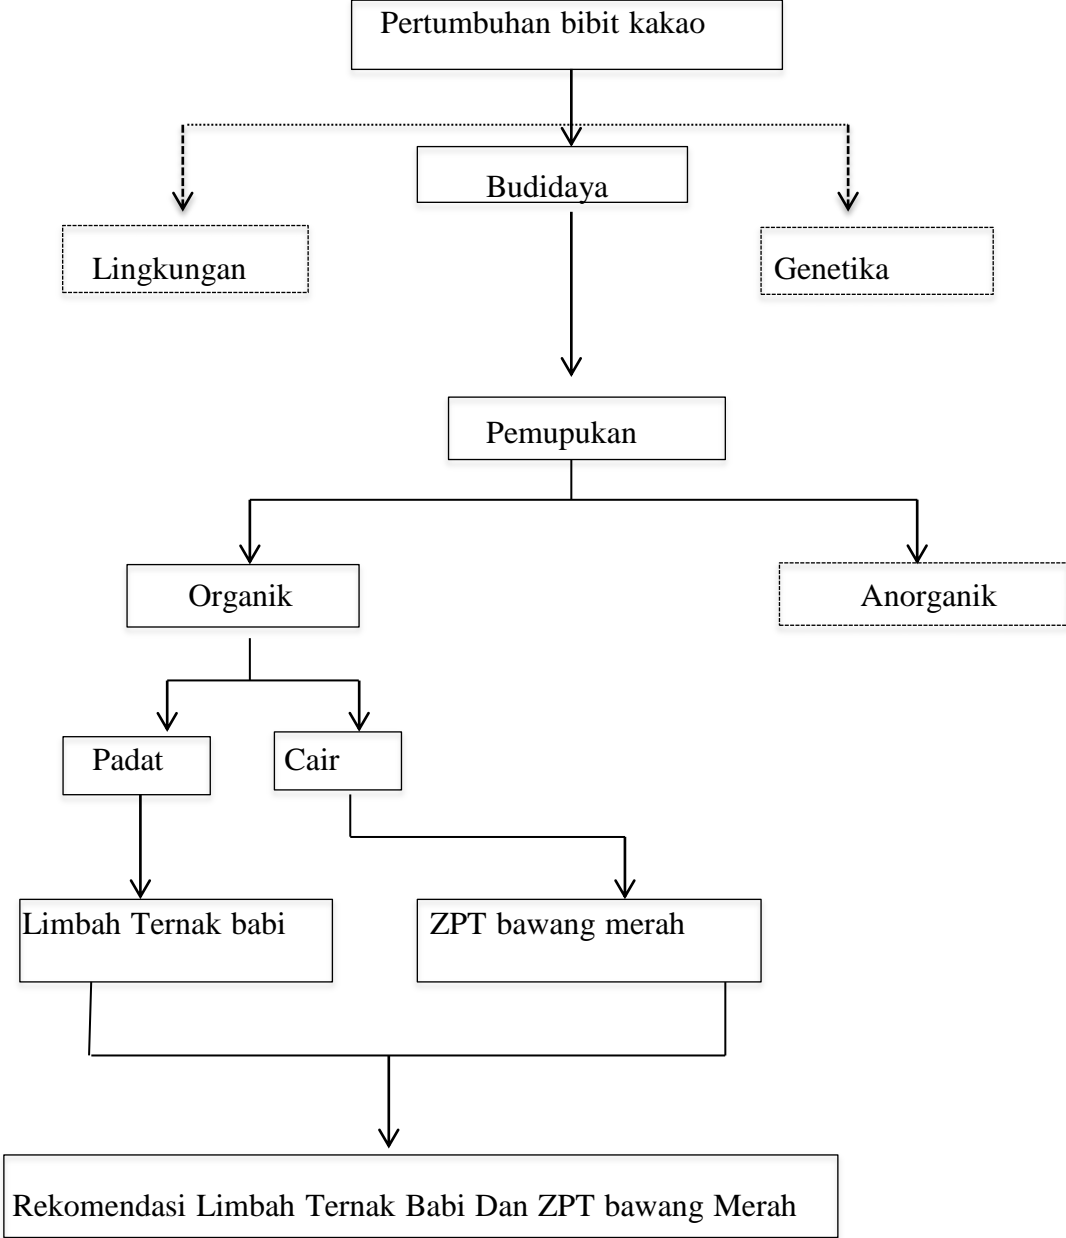 Pertumbuhan bibit kakao
Budidaya
Lingkungan
Genetika
Pemupukan
Organik
Anorganik
Padat
Cair
Limbah Ternak babi
ZPT bawang merah
Rekomendasi Limbah Ternak Babi Dan ZPT bawang Merah